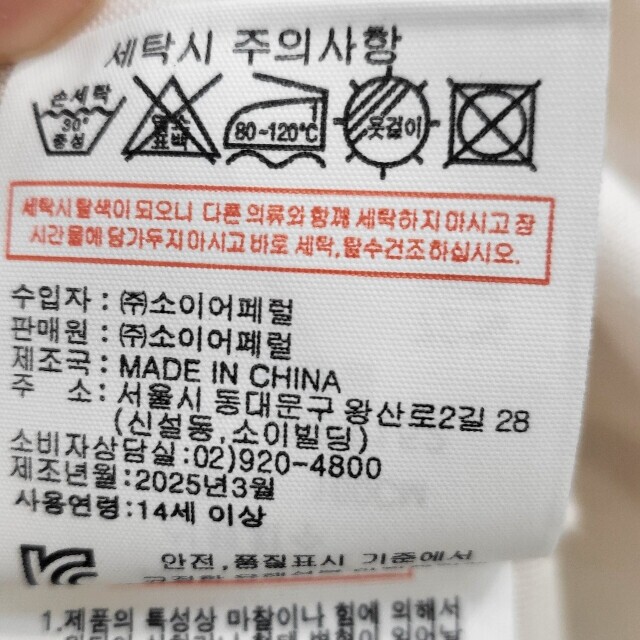 세탁시 주의사항
손세탁
30°
중성
염소
표백
80~120°C
옷걸이
세탁시 탈색이 되오니 다른 의류와 함께 세탁하지 마시고 장
시간물에 담가두지마시고 바로 세탁,탈수건조하십시오.
수입자 : ㈜소이어페럴
판매원 : ㈜소이어페럴
제조국 : MADE IN CHINA
주 소 : 서울시 동대문구 왕산로2길 28
(신설동,소이빌딩)
소비자상담실:02)920-4800
제조년월:2025년3월
사용연령:14세 이상
안전,품질표시 기준에서
1.제품의 특성상 마찰이나 힘에 의해서